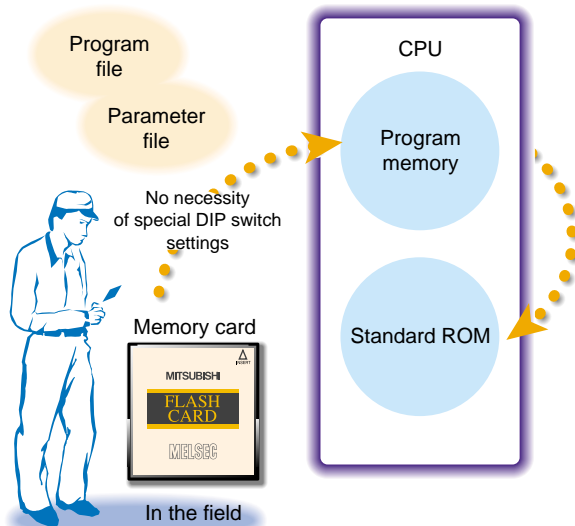 Program
file
Parameter
file
CPU
Program
memory
No necessity
of special DIP switch
settings
Standard ROM
Memory card
INSERT
MITSUBISHI
FLASH
CARD
MELSEC
In the field